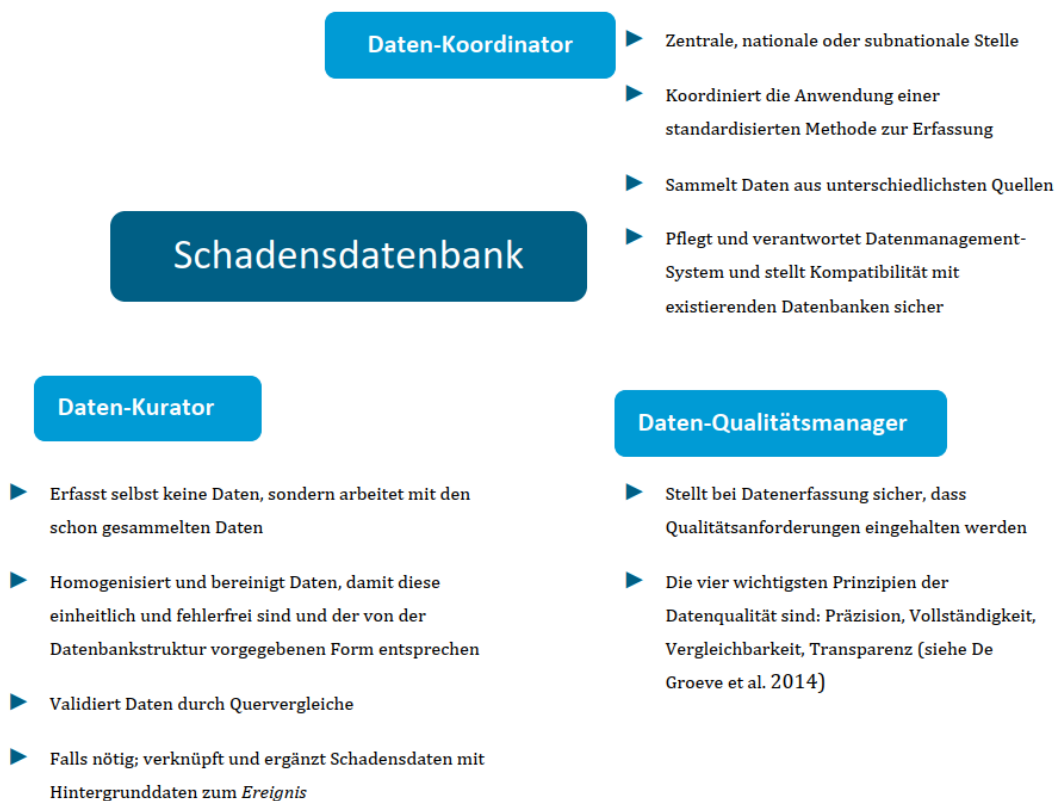 Daten-Koordinator
Zentrale, nationale oder subnationale Stelle
Koordiniert die Anwendung einer
standardisierten Methode zur Erfassung
Sammelt Daten aus unterschiedlichsten Quellen
Pflegt und verantwortet Datenmanagement-
System und stellt Kompatibilität mit
existierenden Datenbanken sicher
Schadensdatenbank
Daten-Kurator
Erfasst selbst keine Daten, sondern arbeitet mit den
schon gesammelten Daten
Homogenisiert und bereinigt Daten, damit diese
einheitlich und fehlerfrei sind und der von der
Datenbankstruktur vorgegebenen Form entsprechen
Validiert Daten durch Quervergleiche
Falls nötig; verknüpft und ergänzt Schadensdaten mit
Hintergrunddaten zum Ereignis
Daten-Qualitätsmanager
Stellt bei Datenerfassung sicher, dass
Qualitätsanforderungen eingehalten werden
Die vier wichtigsten Prinzipien der
Datenqualität sind: Präzision, Vollständigkeit,
Vergleichbarkeit, Transparenz (siehe De
Groeve et al. 2014)